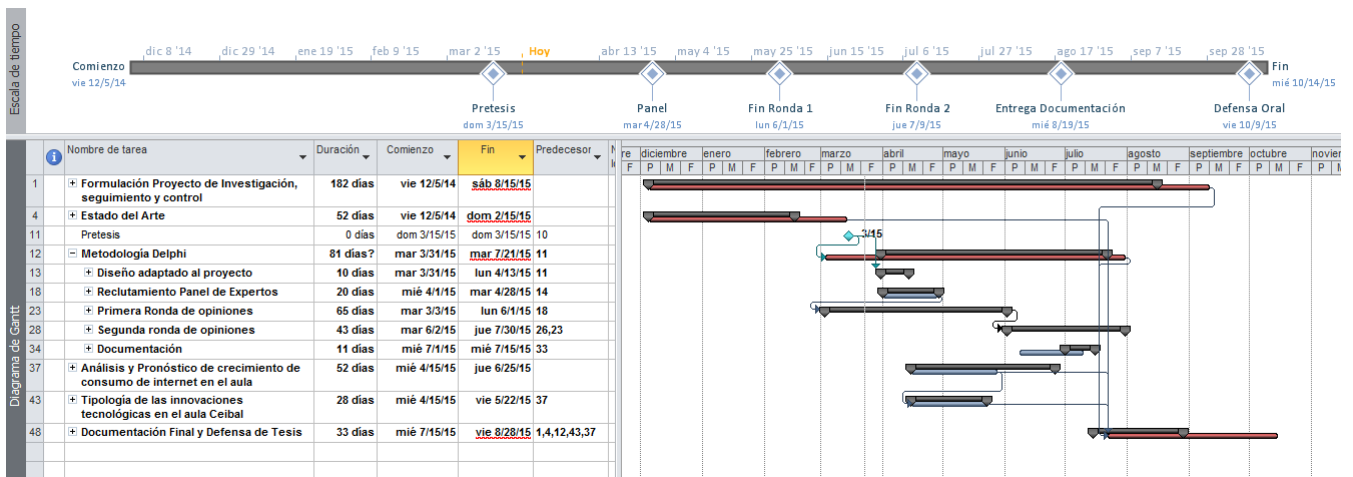 Escala de tiempo
dic 8 '14 dic 29 '14 ene 19 '15 feb 9 '15 mar 2 '15 Hoy abr 13 '15 may 4 '15 may 25 '15 jun 15 '15 jul 6 '15 jul 27 '15 ago 17 '15 sep 7 '15 sep 28 '15
Comienzo
vie 12/5/14
Fin
mié 10/14/15
Pretesis Panel Fin Ronda 1 Fin Ronda 2 Entrega Documentación Defensa Oral
dom 3/15/15 mar 4/28/15 lun 6/1/15 jue 7/9/15 mié 8/19/15 vie 10/9/15
Diagrama de Gantt
Nombre de tarea Duración Comienzo Fin Predecesor
re diciembre enero febrero marzo abril mayo junio julio agosto septiembre octubre novier
F P M F P M F P M F P M F P M F P M F P M F P M F P M F P M F P M F P M
1 Formulación Proyecto de Investigación, 182 días vie 12/5/14 sáb 8/15/15
seguimiento y control
4 Estado del Arte 52 días vie 12/5/14 dom 2/15/15
11 Pretesis 0 días dom 3/15/15 dom 3/15/15 10
3/15
12 Metodología Delphi 81 días? mar 3/31/15 mar 7/21/15 11
13 Diseño adaptado al proyecto 10 días mar 3/31/15 lun 4/13/15 11
18 Reclutamiento Panel de Expertos 20 días mié 4/1/15 mar 4/28/15 14
23 Primera Ronda de opiniones 65 días mar 3/3/15 lun 6/1/15 18
28 Segunda ronda de opiniones 43 días mar 6/2/15 jue 7/30/15 26,23
34 Documentación 11 días mié 7/1/15 mié 7/15/15 33
37 Análisis y Pronóstico de crecimiento de 52 días mié 4/15/15 jue 6/25/15
consumo de internet en el aula
43 Tipología de las innovaciones 28 días mié 4/15/15 vie 5/22/15 37
tecnológicas en el aula Ceibal
48 Documentación Final y Defensa de Tesis 33 días mié 7/15/15 vie 8/28/15 1,4,12,43,37